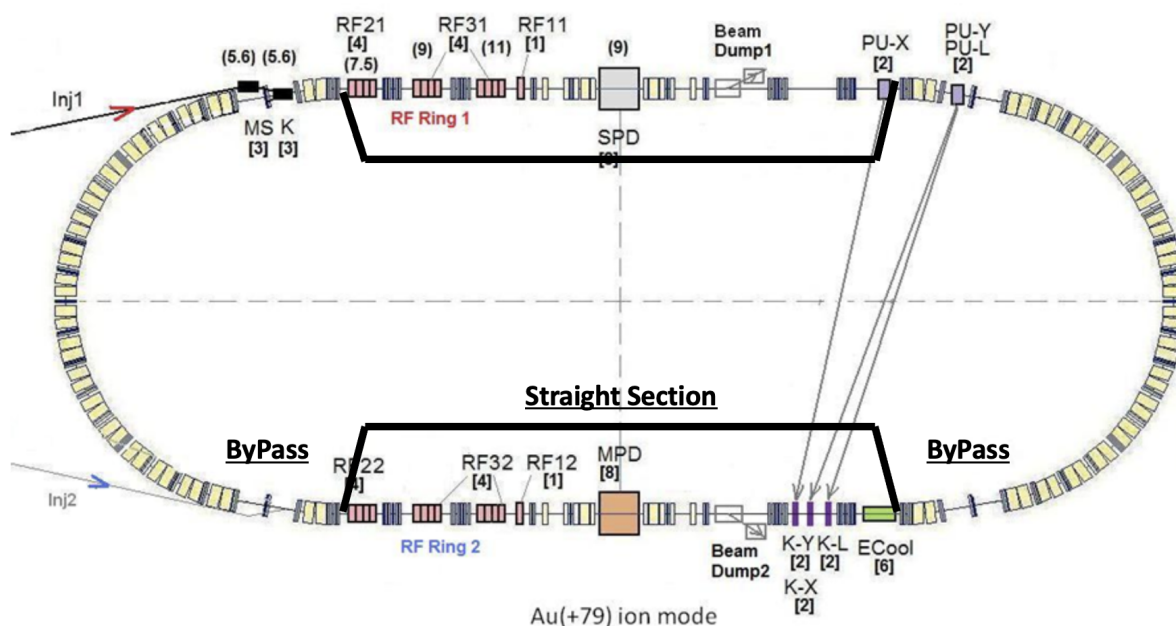 RF21
[4]
(7.5)
(9)
RF31
[4]
(11)
RF11
[1]
(9)
Beam
Dump1
PU-X
[2]
PU-Y
PU-L
[2]
(5.6)
(5.6)
Inj1
MS
[3]
K
[3]
RF Ring 1
SPD
Straight Section
ByPass
ByPass
RF22
[4]
RF32
[4]
RF12
[1]
MPD
[8]
Inj2
RF Ring 2
Beam
Dump2
K-Y
[2]
K-L
[2]
K-X
[2]
ECool
[6]
Au(+79) ion mode